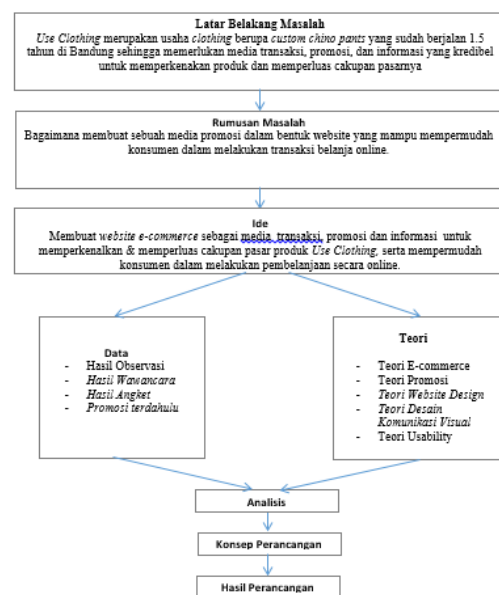 Latar Belakang Masalah
Use Clothing merupakan usaha clothing berupa custom chino pants yang sudah berjalan 1.5
tahun di Bandung sehingga memerlukan media transaksi, promosi, dan informasi yang kredibel
untuk memperkenakan produk dan memperluas cakupan pasarnya
Rumusan Masalah
Bagaimana membuat sebuah media promosi dalam bentuk website yang mampu mempermudah
konsumen dalam melakukan transaksi belanja online.
Ide
Membuat website e-commerce sebagai media, transaksi, promosi dan informasi untuk
memperkenalkan & memperluas cakupan pasar produk Use Clothing, serta mempermudah
konsumen dalam melakukan pembelanjaan secara online.
Data
- Hasil Observasi
- Hasil Wawancara
- Hasil Angket
- Promosi terdahulu
Teori
- Teori E-commerce
- Teori Promosi
- Teori Website Design
- Teori Desain
Komunikasi Visual
- Teori Usability
Analisis
Konsep Perancangan
Hasil Perancangan